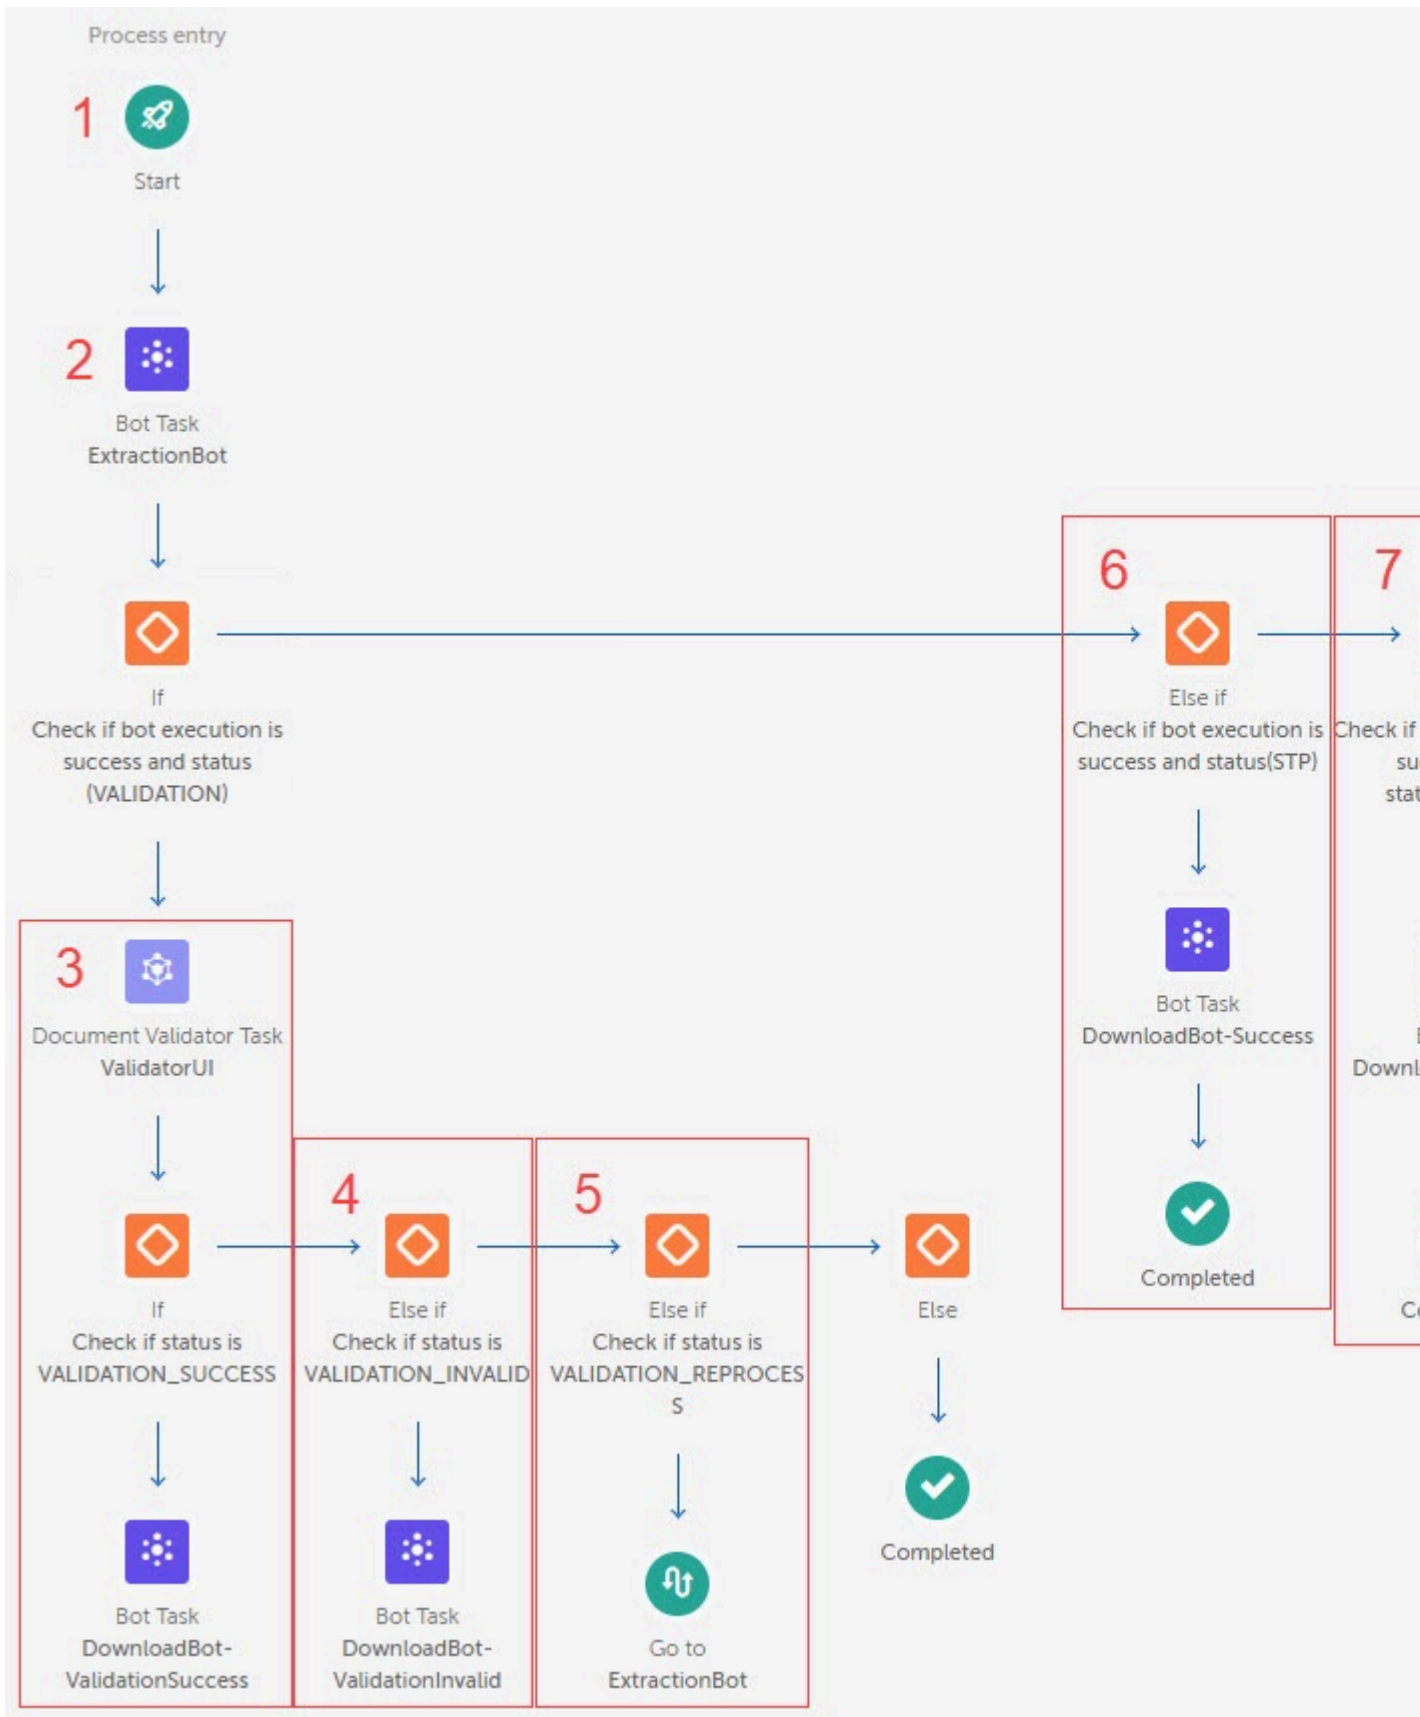 Process entry
1
Start
2
Bot Task
ExtractionBot
If
Check if bot execution is
success and status
(VALIDATION)
3
Document Validator Task
ValidatorUI
If
Check if status is
VALIDATION_SUCCESS
Bot Task
DownloadBot-
ValidationSuccess
4
Else if
Check if status is
VALIDATION_INVALID
Bot Task
DownloadBot-
ValidationInvalid
5
Else if
Check if status is
VALIDATION_REPROCES
S
Go to
ExtractionBot
Else
Completed
6
Else if
Check if bot execution is
success and status(STP)
Bot Task
DownloadBot-Success
Completed
7
Check if